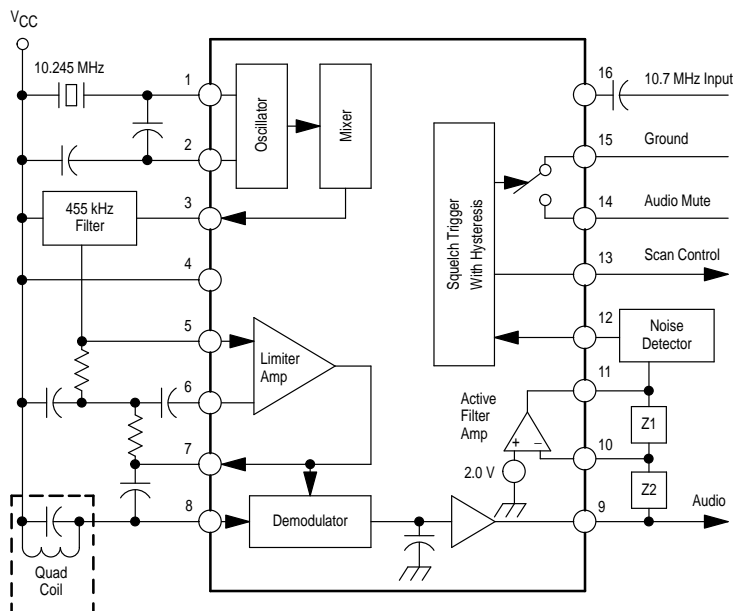 VCC
10.245 MHz
1
Oscillator
Mixer
16
10.7 MHz Input
2
15
Ground
Squelch Trigger
With Hysteresis
3
455 kHz
Filter
14
Audio Mute
4
13
Scan Control
5
Limiter
Amp
12
Noise
Detector
6
11
Active
Filter
Amp
+
–
Z1
7
2.0 V
10
Z2
8
Demodulator
9
Audio
Quad
Coil